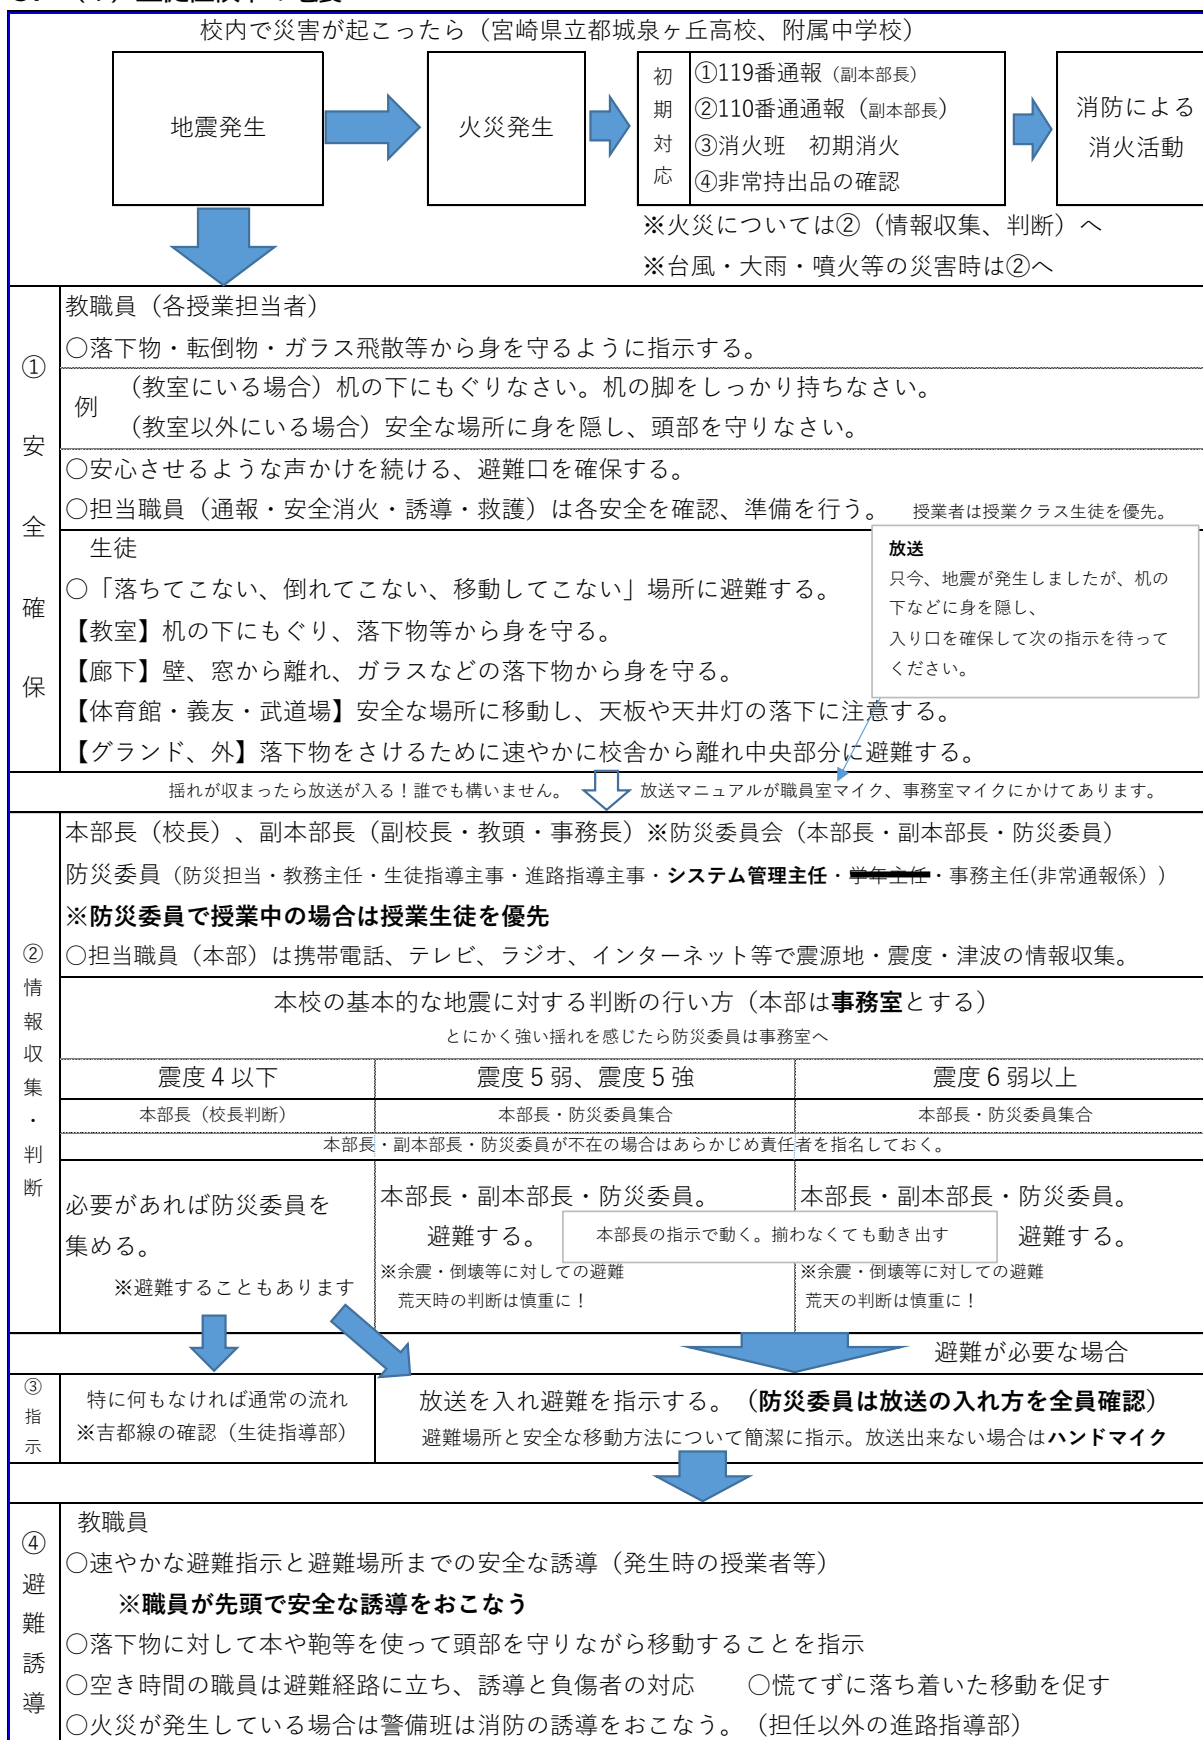 校内で災害が起こったら（宮崎県立都城泉ヶ丘高校、附属中学校）
地震発生
火災発生
初期対応
①119番通報（副本部長）
②110番通通報（副本部長）
③消火班　初期消火
④非常持出品の確認
消防による
消火活動
※火災については②（情報収集、判断）へ
※台風・大雨・噴火等の災害時は②へ
①安全確保
教職員（各授業担当者）
○落下物・転倒物・ガラス飛散等から身を守るように指示する。
例
（教室にいる場合）机の下にもぐりなさい。机の脚をしっかり持ちなさい。
（教室以外にいる場合）安全な場所に身を隠し、頭部を守りなさい。
○安心させるような声かけを続ける、避難口を確保する。
○担当職員（通報・安全消火・誘導・救護）は各安全を確認、準備を行う。　授業者は授業クラス生徒を優先。
生徒
○「落ちてこない、倒れてこない、移動してこない」場所に避難する。
【教室】机の下にもぐり、落下物等から身を守る。
【廊下】壁、窓から離れ、ガラスなどの落下物から身を守る。
【体育館・義友・武道場】安全な場所に移動し、天板や天井灯の落下に注意する。
【グランド、外】落下物をさけるために速やかに校舎から離れ中央部分に避難する。
放送
只今、地震が発生しましたが、机の
下などに身を隠し、
入り口を確保して次の指示を待って
ください。
揺れが収まったら放送が入る！誰でも構いません。
放送マニュアルが職員室マイク、事務室マイクにかけてあります。
②情報収集・判断
本部長（校長）、副本部長（副校長・教頭・事務長）※防災委員会（本部長・副本部長・防災委員）
防災委員（防災担当・教務主任・生徒指導主事・進路指導主事・システム管理主任・学年主任・事務主任(非常通報係））
※防災委員で授業中の場合は授業生徒を優先
○担当職員（本部）は携帯電話、テレビ、ラジオ、インターネット等で震源地・震度・津波の情報収集。
本校の基本的な地震に対する判断の行い方（本部は事務室とする）
とにかく強い揺れを感じたら防災委員は事務室へ
震度４以下
震度５弱、震度５強
震度６弱以上
本部長（校長判断）
本部長・防災委員集合
本部長・防災委員集合
本部長・副本部長・防災委員が不在の場合はあらかじめ責任者を指名しておく。
必要があれば防災委員を
集める。
※避難することもあります
本部長・副本部長・防災委員。
避難する。
※余震・倒壊等に対しての避難
荒天時の判断は慎重に！
本部長の指示で動く。揃わなくても動き出す
本部長・副本部長・防災委員。
避難する。
※余震・倒壊等に対しての避難
荒天の判断は慎重に！
避難が必要な場合
③指示
特に何もなければ通常の流れ
※吉都線の確認（生徒指導部）
放送を入れ避難を指示する。（防災委員は放送の入れ方を全員確認）
避難場所と安全な移動方法について簡潔に指示。放送出来ない場合はハンドマイク
④避難誘導
教職員
○速やかな避難指示と避難場所までの安全な誘導（発生時の授業者等）
※職員が先頭で安全な誘導をおこなう
○落下物に対して本や鞄等を使って頭部を守りながら移動することを指示
○空き時間の職員は避難経路に立ち、誘導と負傷者の対応　　○慌てずに落ち着いた移動を促す
○火災が発生している場合は警備班は消防の誘導をおこなう。（担任以外の進路指導部）